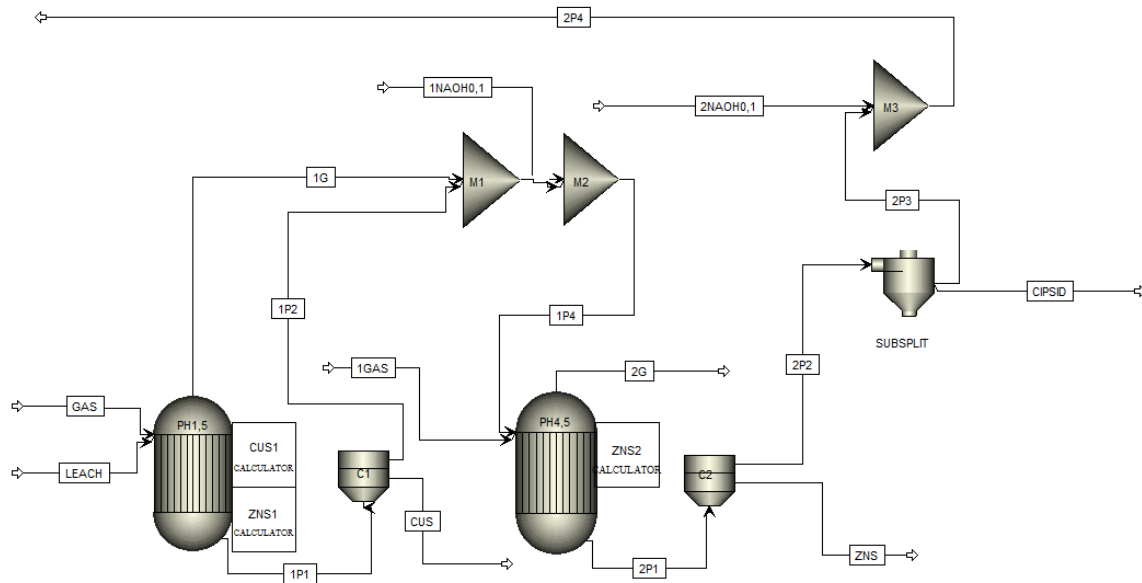 2P4
1NAOH0,1
2NAOH0,1
M3
1G
M1
M2
2P3
1P2
1P4
CIPSID
SUBSPLIT
2P2
1GAS
2G
GAS
PH1,5
PH4,5
CUS1
CALCULATOR
ZNS2
CALCULATOR
LEACH
C1
C2
ZNS1
CALCULATOR
CUS
ZNS
1P1
2P1